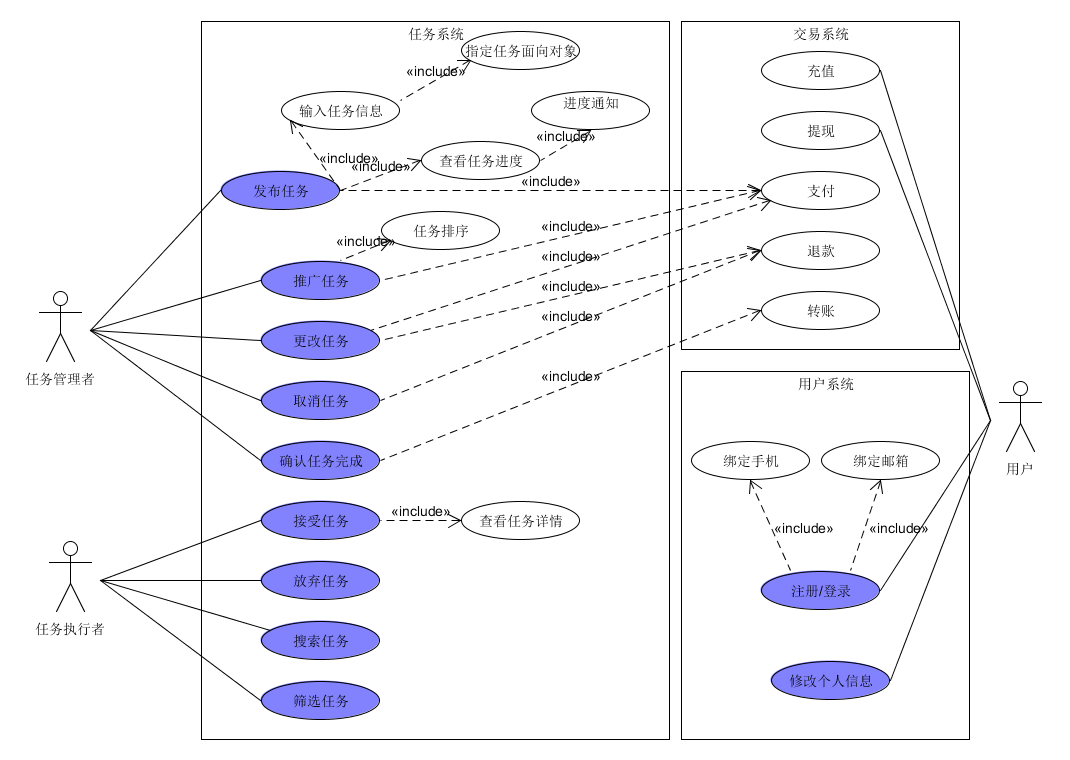 任务系统
指定任务面向对象
«include»
输入任务信息
进度通知
«include»
«include»
«include»
查看任务进度
«include»
发布任务
任务排序
«include»
«include»
推广任务
«include»
«include»
更改任务
«include»
取消任务
«include»
确认任务完成
接受任务
«include»
查看任务详情
放弃任务
搜索任务
筛选任务
任务管理者
任务执行者
交易系统
充值
提现
支付
退款
转账
用户系统
绑定手机
绑定邮箱
«include»
«include»
注册/登录
修改个人信息
用户